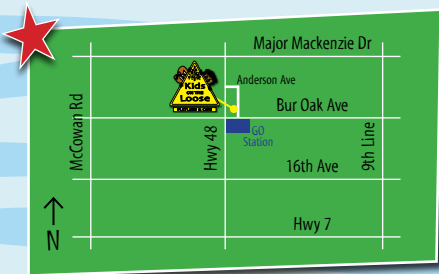 Major Mackenzie Dr
Anderson Ave
Kids
ON THE
Loose
Bur Oak Ave
McCowan Rd
Hwy 48
GO
Station
9th Line
16th Ave
Hwy 7
N